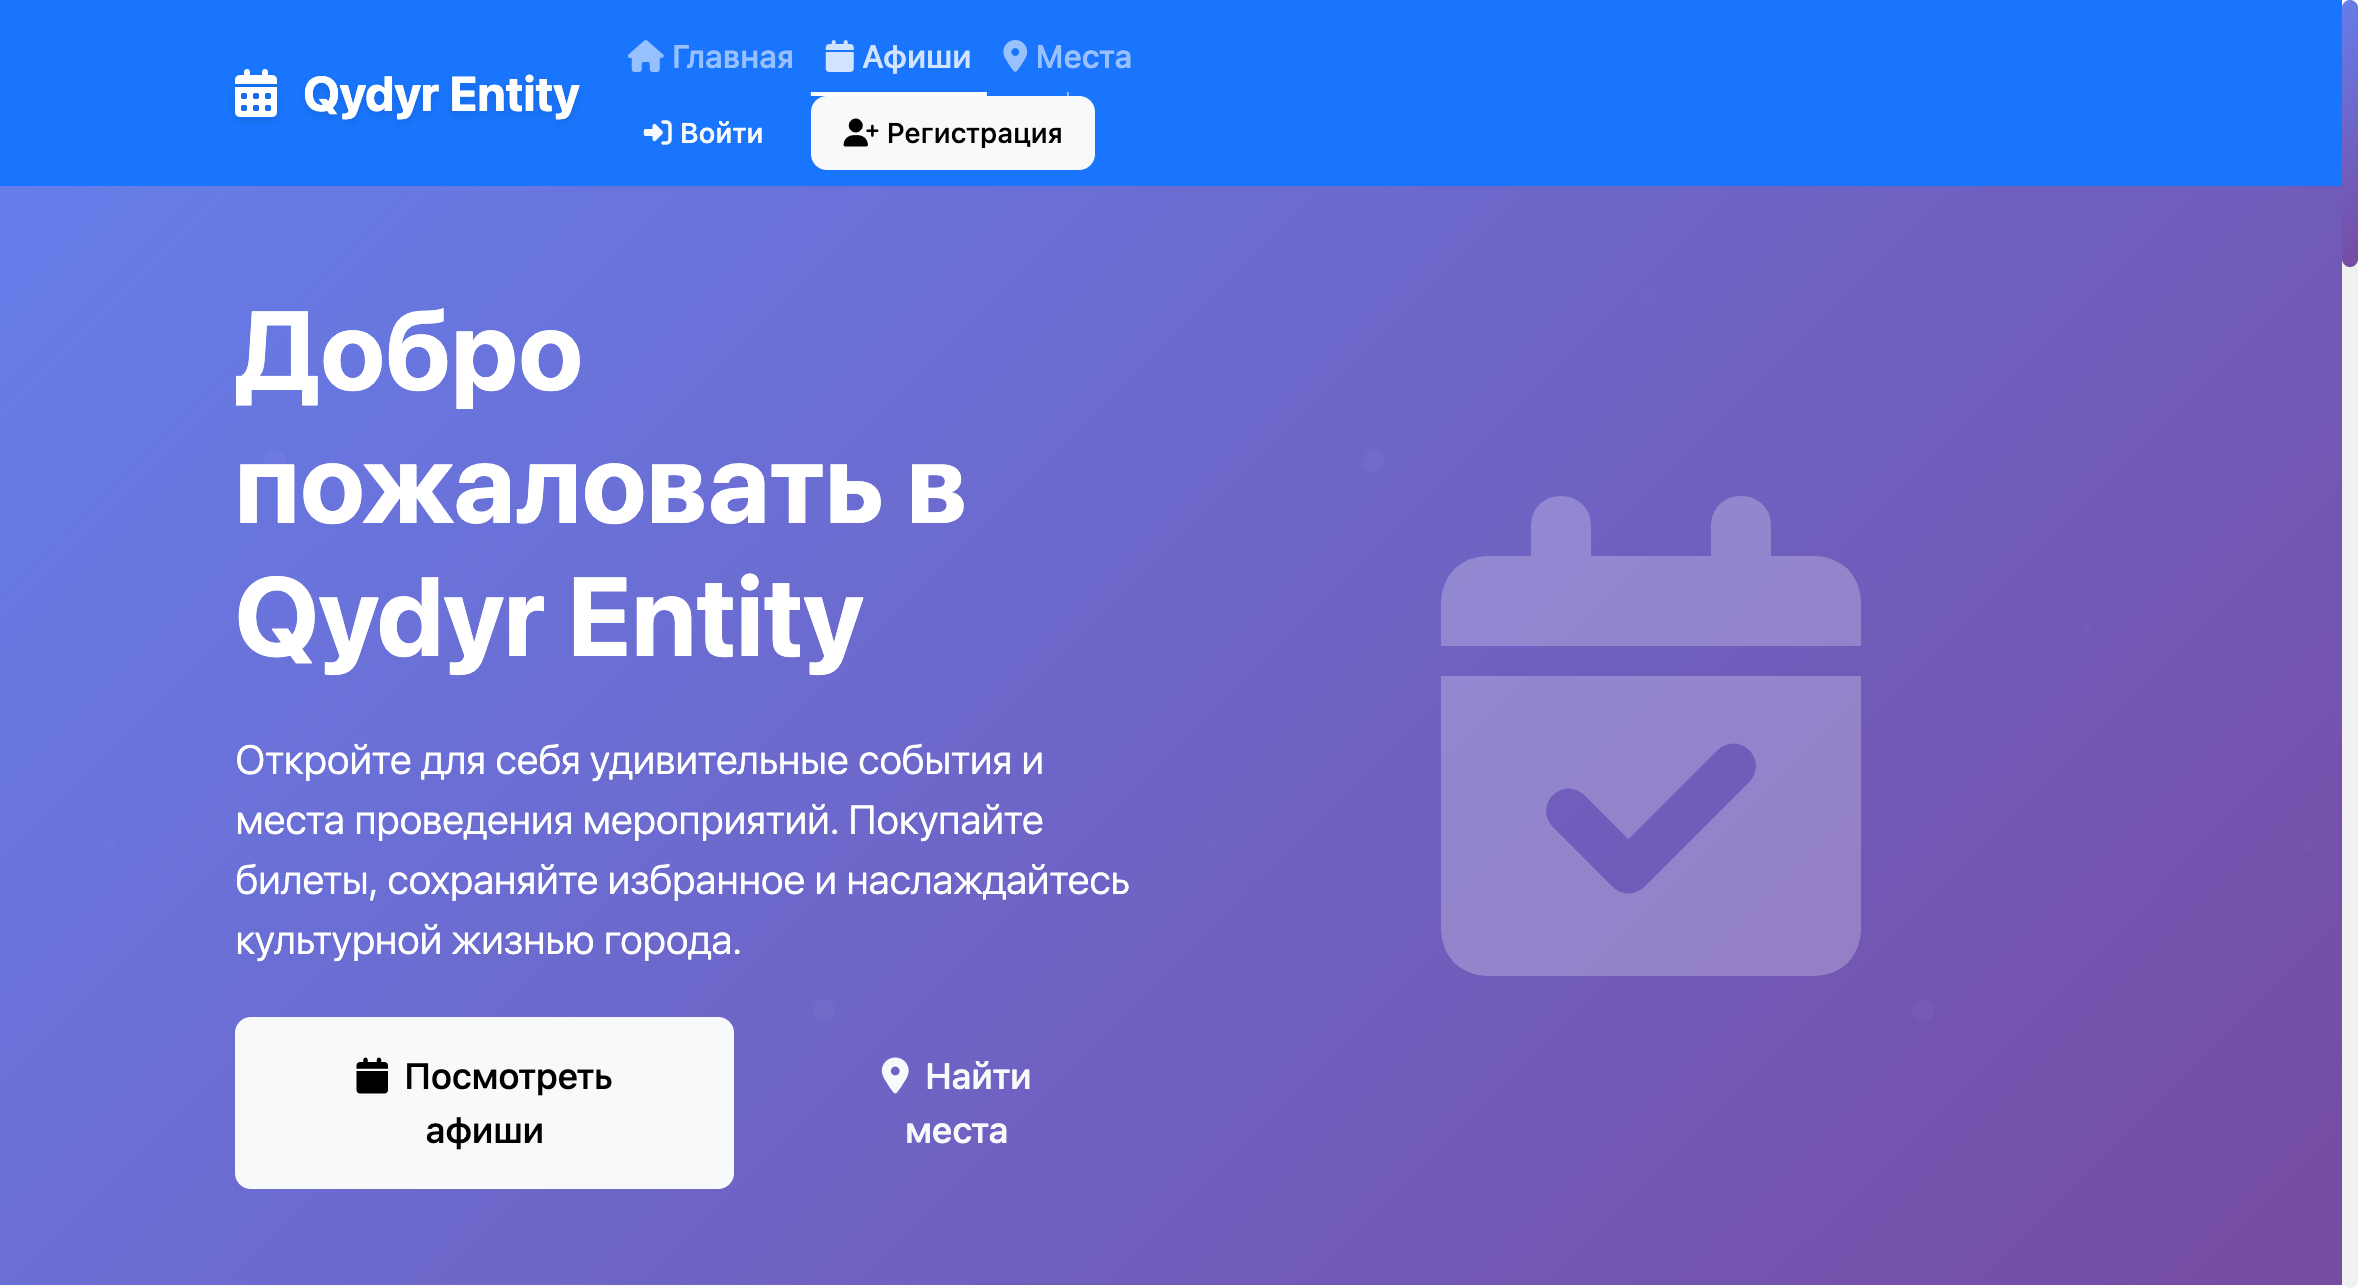 Qydyr Entity
Главная Афиши Места
Войти Регистрация
Добро
пожаловать в
Qydyr Entity
Откройте для себя удивительные события и
места проведения мероприятий. Покупайте
билеты, сохраняйте избранное и наслаждайтесь
культурной жизнью города.
Посмотреть
афиши
Найти
места